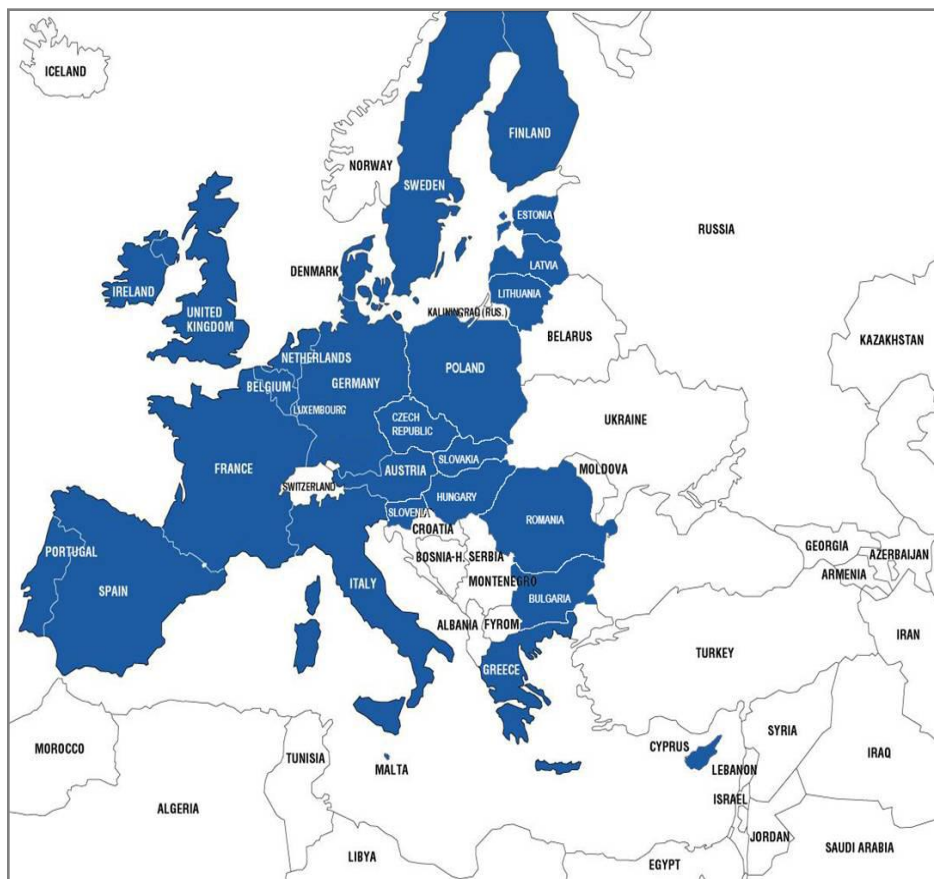 ICELAND
FINLAND
NORWAY
SWEDEN
ESTONIA
RUSSIA
LATVIA
DENMARK
IRELAND
LITHUANIA
UNITED
KINGDOM
KALININGRAD (RUS.)
BELARUS
KAZAKHSTAN
NETHERLANDS
BELGIUM
GERMANY
POLAND
LUXEMBOURG
CZECH
REPUBLIC
UKRAINE
SLOVAKIA
FRANCE
AUSTRIA
MOLDOVA
SWITZERLAND
HUNGARY
SLOVENIA
ROMANIA
CROATIA
PORTUGAL
BOSNIA-H.
SERBIA
GEORGIA
AZERBAIJAN
ARMENIA
SPAIN
ITALY
MONTENEGRO
BULGARIA
ALBANIA
FYROM
IRAN
TURKEY
GREECE
MOROCCO
TUNISIA
MALTA
CYPRUS
SYRIA
IRAQ
LEBANON
ISRAEL
ALGERIA
JORDAN
SAUDI ARABIA
LIBYA
EGYPT